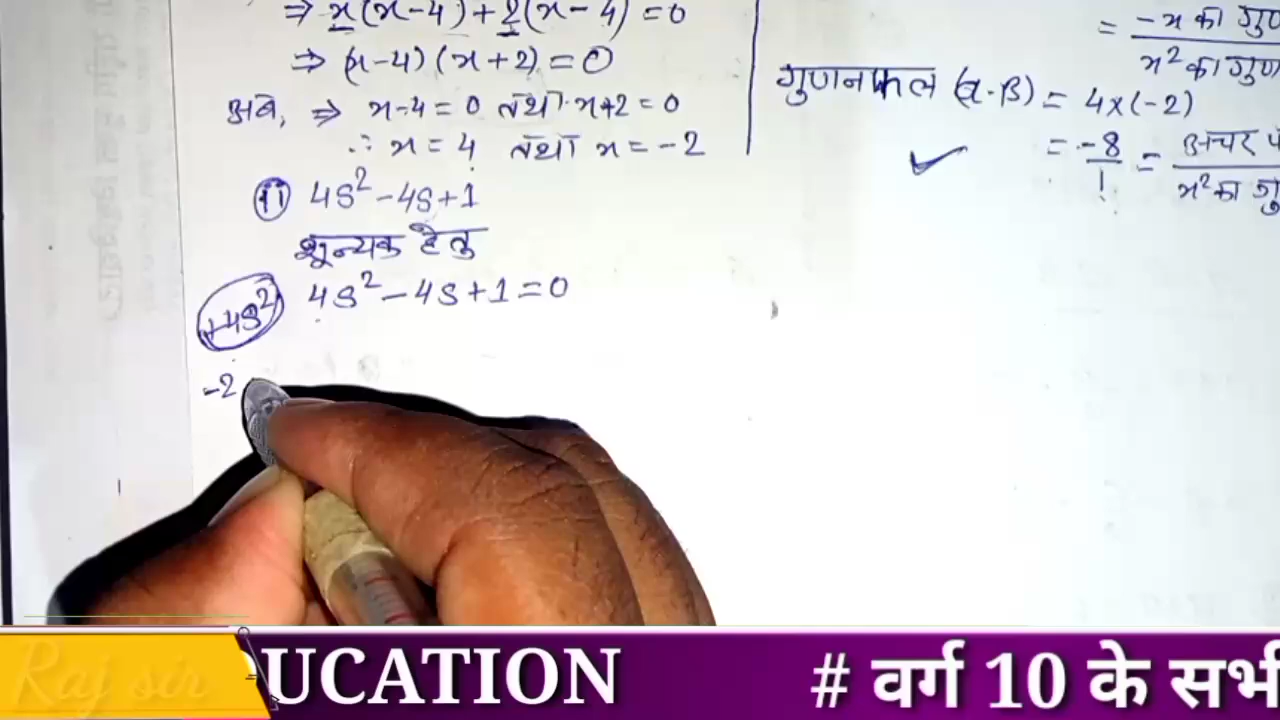 ⇒ x(x-4)+2(x-4)=0
⇒ (x-4)(x+2)=0
अब, ⇒ x-4=0 तथा x+2=0
∴ x = 4 तथा x = -2
(ii) 4s²-4s+1
शून्यक हेतु
+4s² 4s²-4s+1=0
-2
= -x का / x² का
गुणनफल (α.β) = 4×(-2)
= -8/1 = अचर / x² का
Raj sir UCATION # वर्ग 10 के सभी